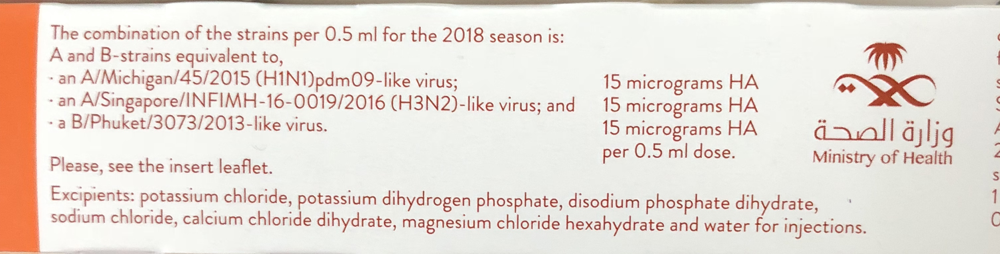 The combination of the strains per 0.5 ml for the 2018 season is:
A and B-strains equivalent to,
· an A/Michigan/45/2015 (H1N1)pdm09-like virus; 15 micrograms HA
· an A/Singapore/INFIMH-16-0019/2016 (H3N2)-like virus; and 15 micrograms HA
· a B/Phuket/3073/2013-like virus. 15 micrograms HA
per 0.5 ml dose.
Please, see the insert leaflet.
Excipients: potassium chloride, potassium dihydrogen phosphate, disodium phosphate dihydrate,
sodium chloride, calcium chloride dihydrate, magnesium chloride hexahydrate and water for injections.
وزارة الصحة
Ministry of Health